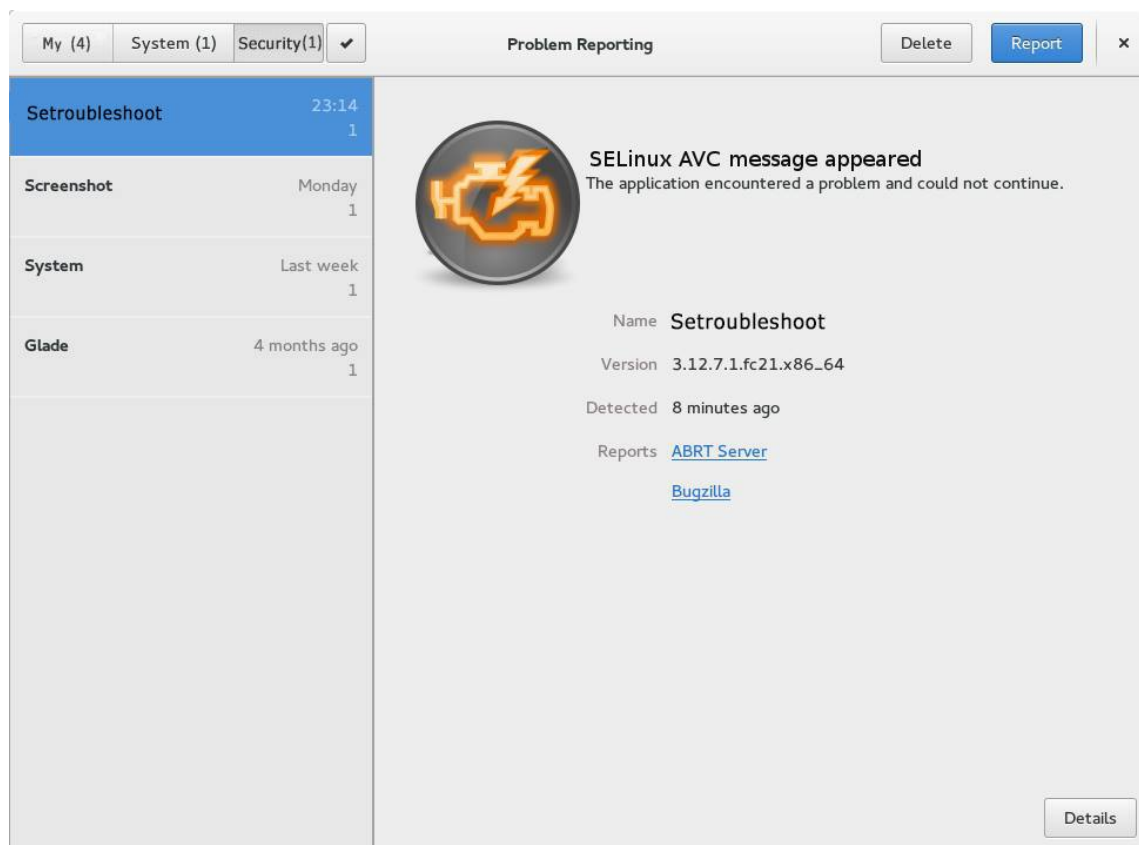 My (4) System (1) Security(1) ✔ Problem Reporting Delete Report ×
Setroubleshoot 23:14
1
Screenshot Monday
1
System Last week
1
Glade 4 months ago
1
SELinux AVC message appeared
The application encountered a problem and could not continue.
Name Setroubleshoot
Version 3.12.7.1.fc21.x86_64
Detected 8 minutes ago
Reports ABRT Server
Bugzilla
Details